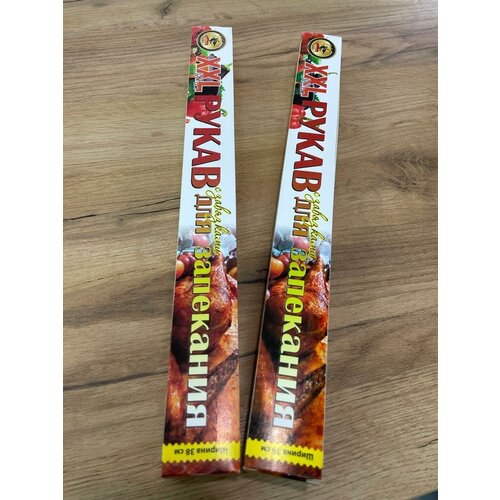 XXL РУКАВ
с завязками
для запекания
Ширина 38 см
XXL РУКАВ
с завязками
для запекания
Ширина 38 см